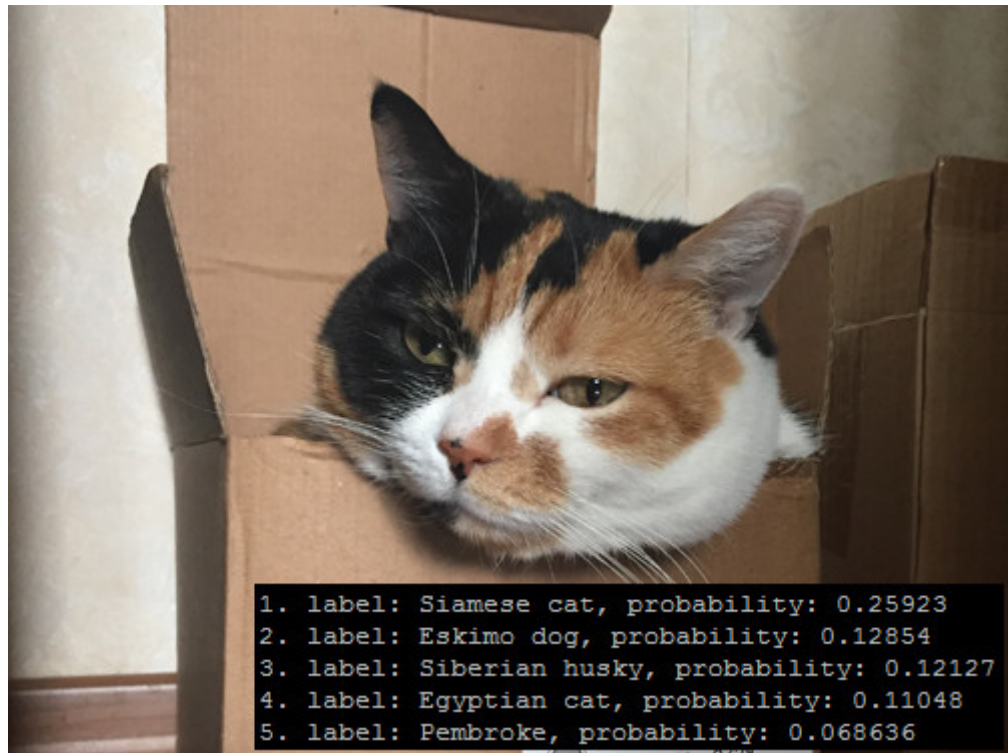 1. label: Siamese cat, probability: 0.25923
2. label: Eskimo dog, probability: 0.12854
3. label: Siberian husky, probability: 0.12127
4. label: Egyptian cat, probability: 0.11048
5. label: Pembroke, probability: 0.068636